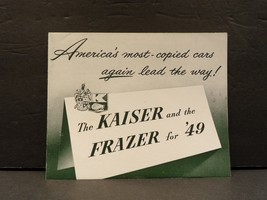 America's most-copied cars
again lead the way!
The KAISER and the
FRAZER for '49